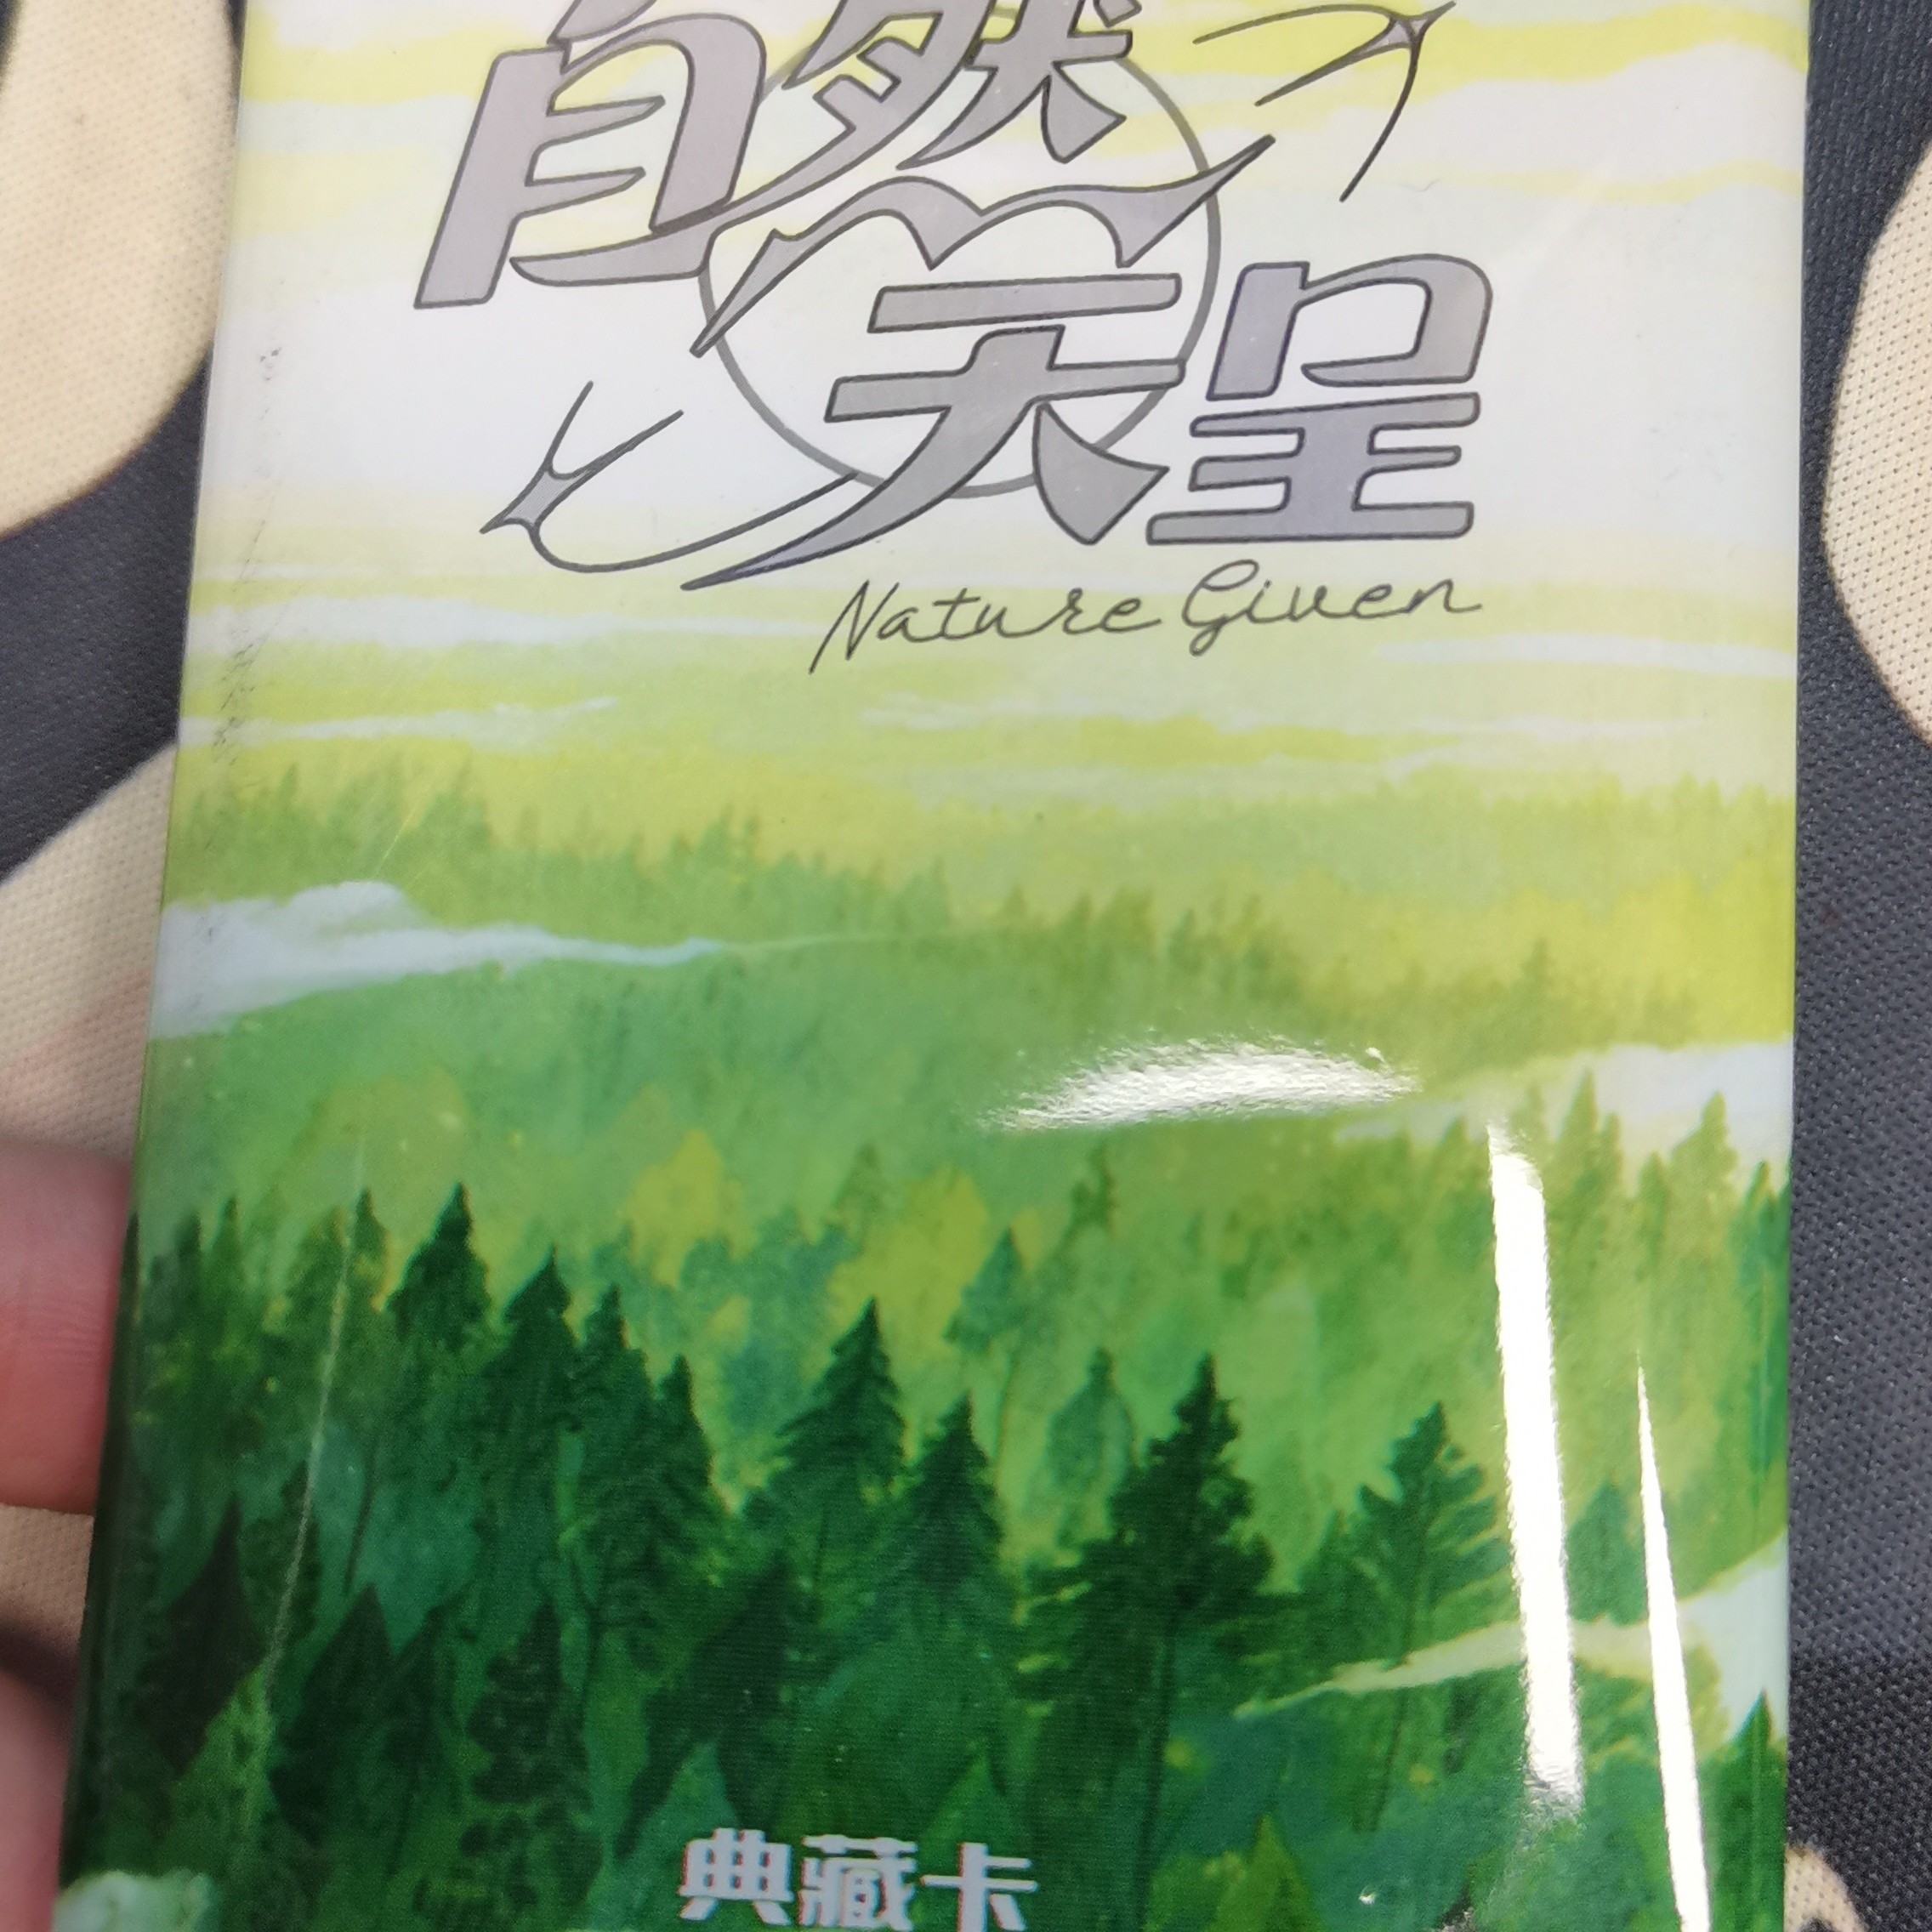 自然
天呈
Nature Given
典藏卡